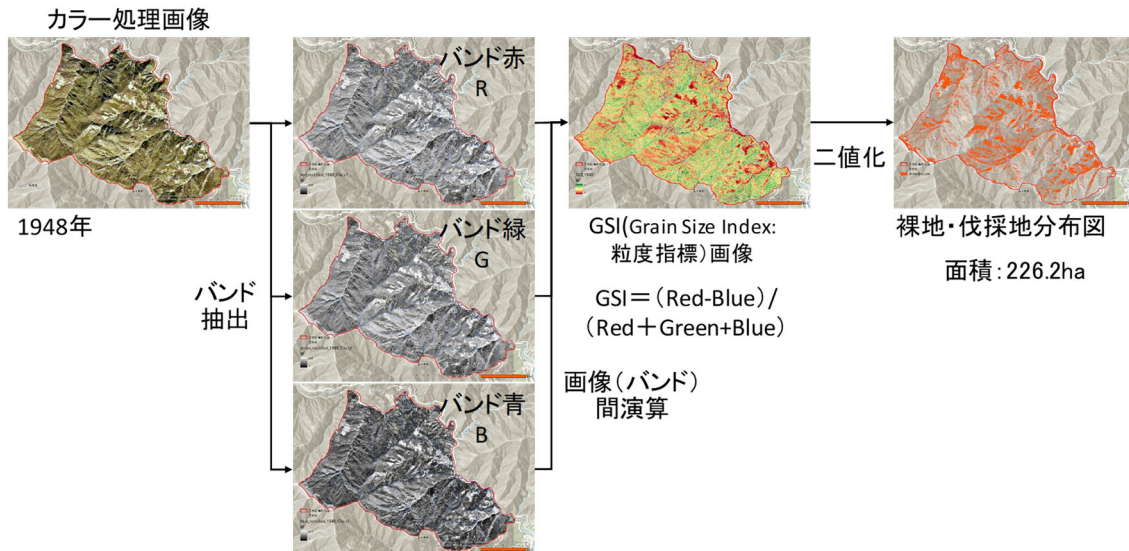 カラー処理画像
1948年
バンド
抽出
バンド赤
R
バンド緑
G
バンド青
B
GSI(Grain Size Index:
粒度指標)画像
GSI=(Red-Blue)/
(Red+Green+Blue)
画像(バンド)
間演算
二値化
裸地・伐採地分布図
面積:226.2ha